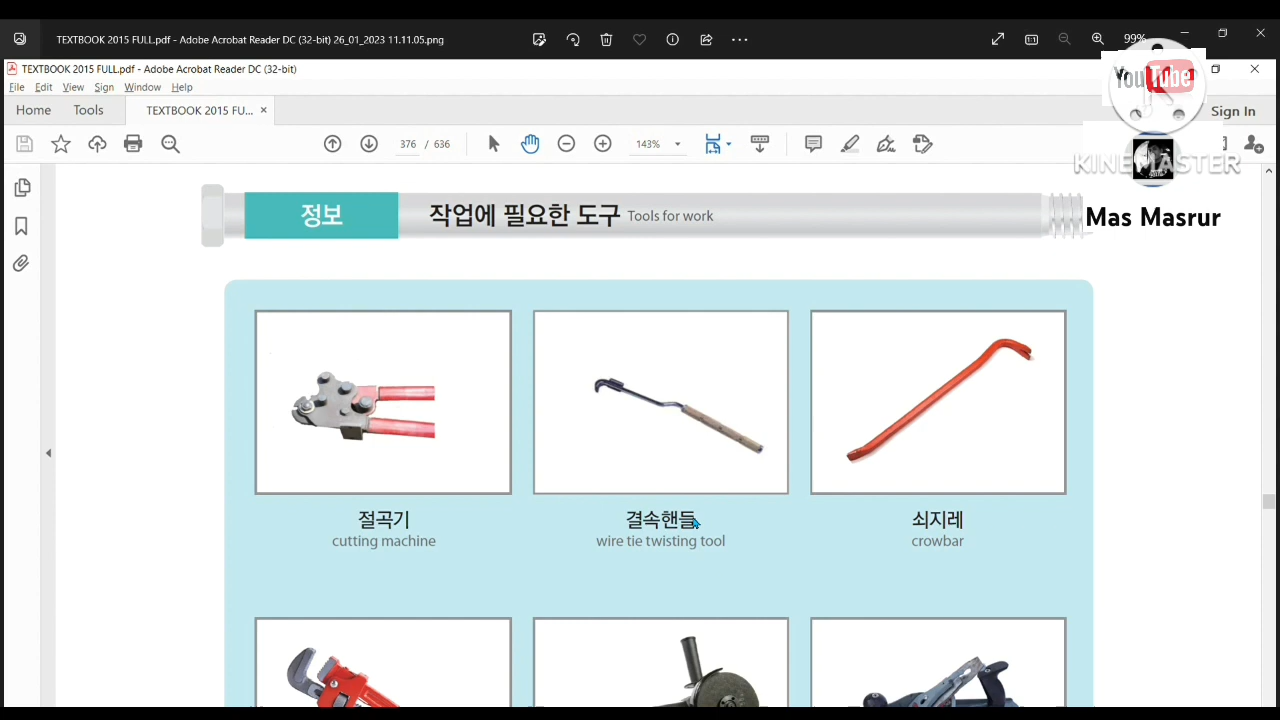 TEXTBOOK 2015 FULL.pdf - Adobe Acrobat Reader DC (32-bit) 26_01_2023 11.11.05.png
99%
TEXTBOOK 2015 FULL.pdf - Adobe Acrobat Reader DC (32-bit)
File Edit View Sign Window Help
YouTube
Home Tools TEXTBOOK 2015 FU... × Sign In
376 / 636 143%
KINEMASTER
정보 작업에 필요한 도구 Tools for work
Mas Masrur
절곡기 결속핸들 쇠지레
cutting machine wire tie twisting tool crowbar